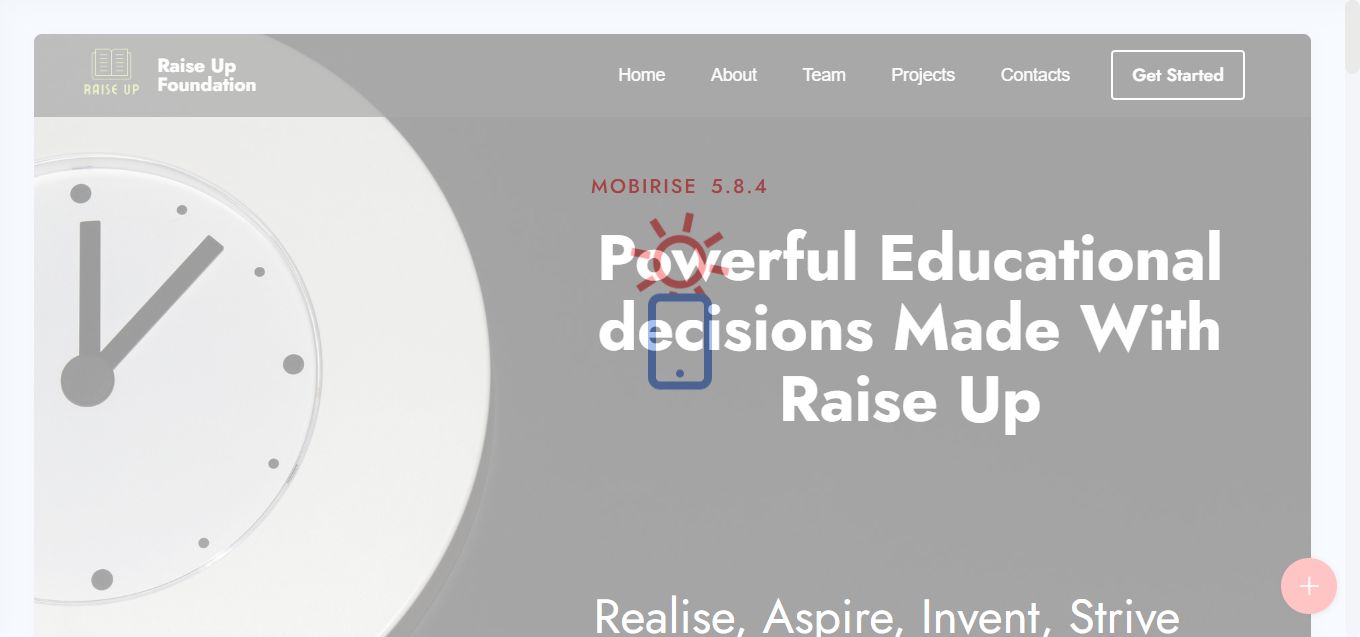 RAISE UP
Raise Up
Foundation
Home
About
Team
Projects
Contacts
Get Started
MOBIRISE 5.8.4
Powerful Educational
decisions Made With
Raise Up
Realise, Aspire, Invent, Strive